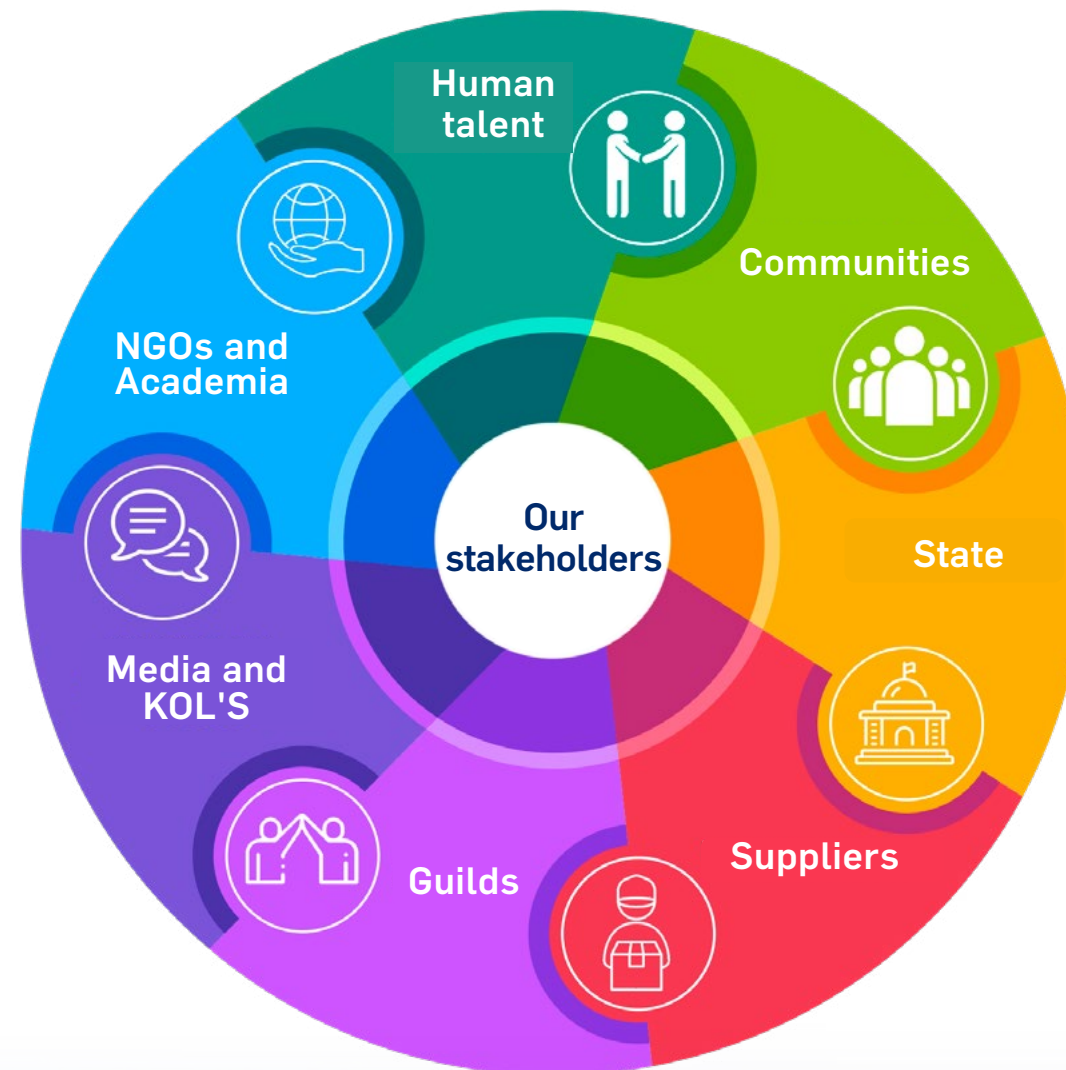 Human
talent
Communities
NGOs and
Academia
Our
stakeholders
State
Media and
KOL'S
Suppliers
Guilds